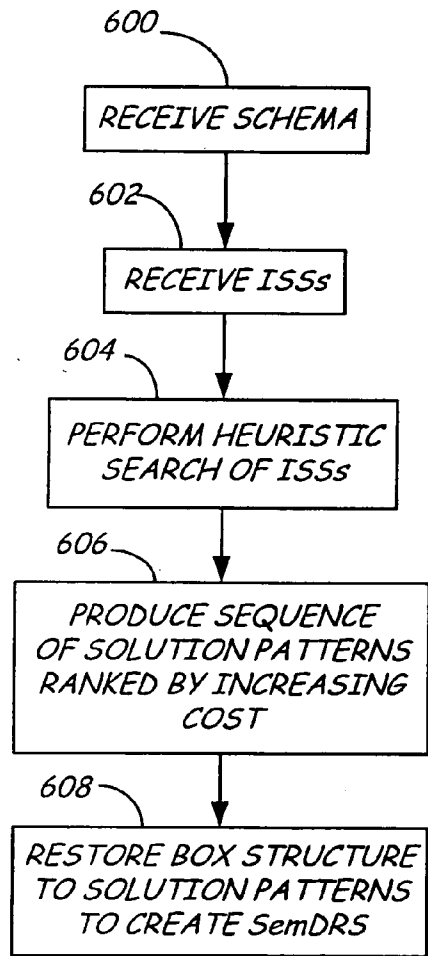 600
RECEIVE SCHEMA
602
RECEIVE ISSs
604
PERFORM HEURISTIC
SEARCH OF ISSs
606
PRODUCE SEQUENCE
OF SOLUTION PATTERNS
RANKED BY INCREASING
COST
608
RESTORE BOX STRUCTURE
TO SOLUTION PATTERNS
TO CREATE SemDRS